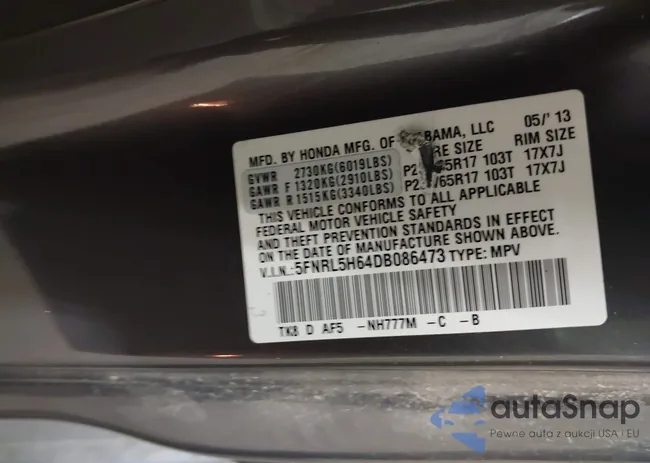 MFD. BY HONDA MFG. OF BAMA, LLC 05/'13
GVWR 2730KG(6019LBS) RE SIZE RIM SIZE
GAWR F 1320KG(2910LBS) P2 65R17 103T 17X7J
GAWR R 1515KG(3340LBS) P2 /65R17 103T 17X7J
THIS VEHICLE CONFORMS TO ALL APPLICABLE
FEDERAL MOTOR VEHICLE SAFETY
AND THEFT PREVENTION STANDARDS IN EFFECT
ON THE DATE OF MANUFACTURE SHOWN ABOVE.
V.I.N.: 5FNRL5H64DB086473 TYPE: MPV
TK8 D AF5 -NH777M -C -B
autaSnap
Pewne auta z aukcji USA i EU